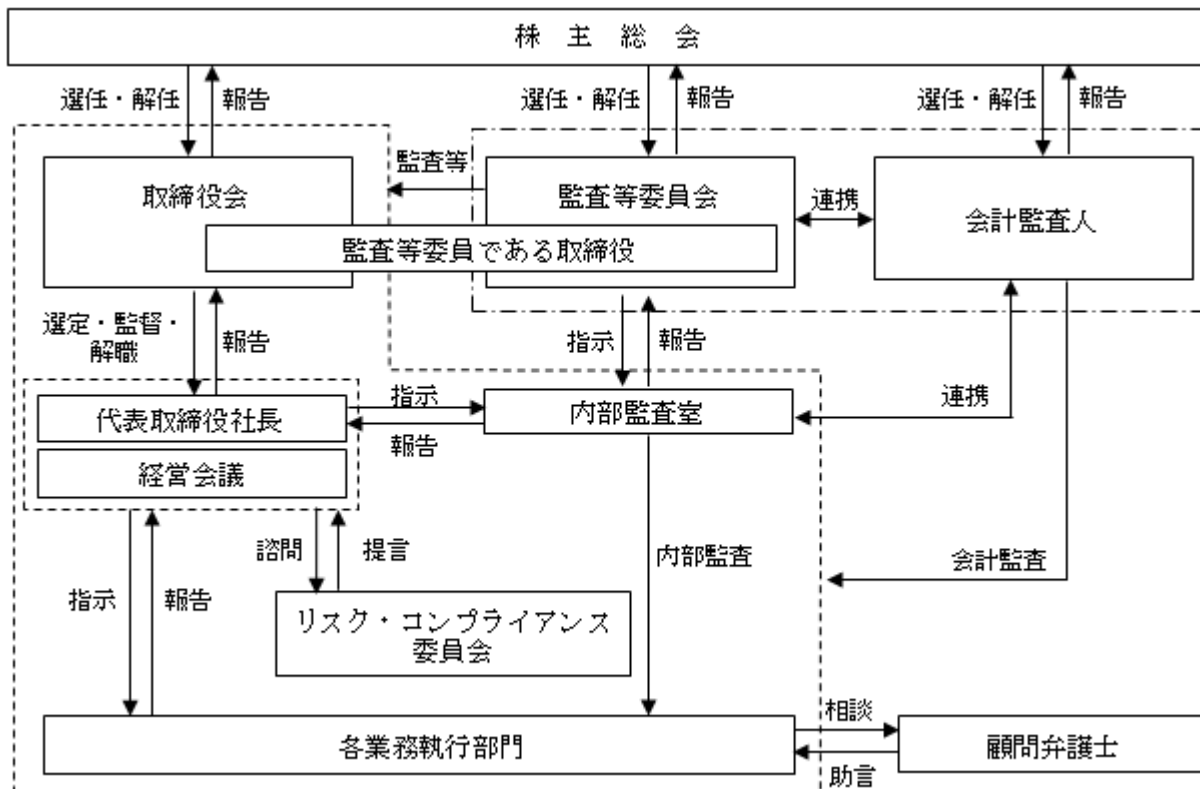 株 主 総 会
選任・解任
報告
選任・解任
報告
選任・解任
報告
取締役会
監査等
監査等委員会
連携
会計監査人
監査等委員である取締役
選定・監督・
解職
報告
指示
報告
代表取締役社長
指示
報告
内部監査室
連携
経営会議
諮問
提言
内部監査
会計監査
指示
報告
リスク・コンプライアンス
委員会
各業務執行部門
相談
助言
顧問弁護士